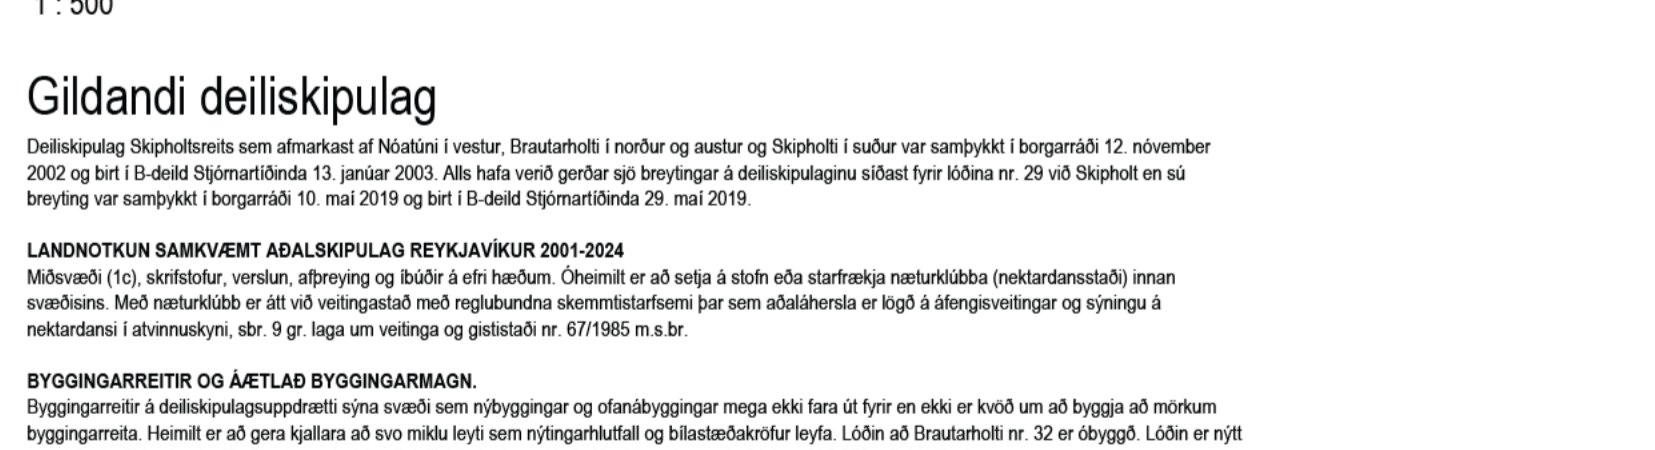 1 : 500
Gildandi deiliskipulag
Deiliskipulag Skipholtsreits sem afmarkast af Nóatúni í vestur, Brautarholti í norður og austur og Skipholti í suður var samþykkt í borgarráði 12. nóvember
2002 og birt í B-deild Stjórnartíðinda 13. janúar 2003. Alls hafa verið gerðar sjö breytingar á deiliskipulaginu síðast fyrir lóðina nr. 29 við Skipholt en sú
breyting var samþykkt í borgarráði 10. maí 2019 og birt í B-deild Stjórnartíðinda 29. maí 2019.
LANDNOTKUN SAMKVÆMT AÐALSKIPULAG REYKJAVÍKUR 2001-2024
Miðsvæði (1c), skrifstofur, verslun, afþreying og íbúðir á efri hæðum. Óheimilt er að setja á stofn eða starfrækja næturklúbba (nektardansstaði) innan
svæðisins. Með næturklúbb er átt við veitingastað með reglubundna skemmtistarfsemi þar sem aðaláhersla er lögð á áfengisveitingar og sýningu á
nektardansi í atvinnuskyni, sbr. 9 gr. laga um veitinga og gististaði nr. 67/1985 m.s.br.
BYGGINGARREITIR OG ÁÆTLAÐ BYGGINGARMAGN.
Byggingarreitir á deiliskipulagsuppdrætti sýna svæði sem nýbyggingar og ofanábyggingar mega ekki fara út fyrir en ekki er kvöð um að byggja að mörkum
byggingarreita. Heimilt er að gera kjallara að svo miklu leyti sem nýtingarhlutfall og bílastæðakröfur leyfa. Lóðin að Brautarholti nr. 32 er óbyggð. Lóðin er nýtt